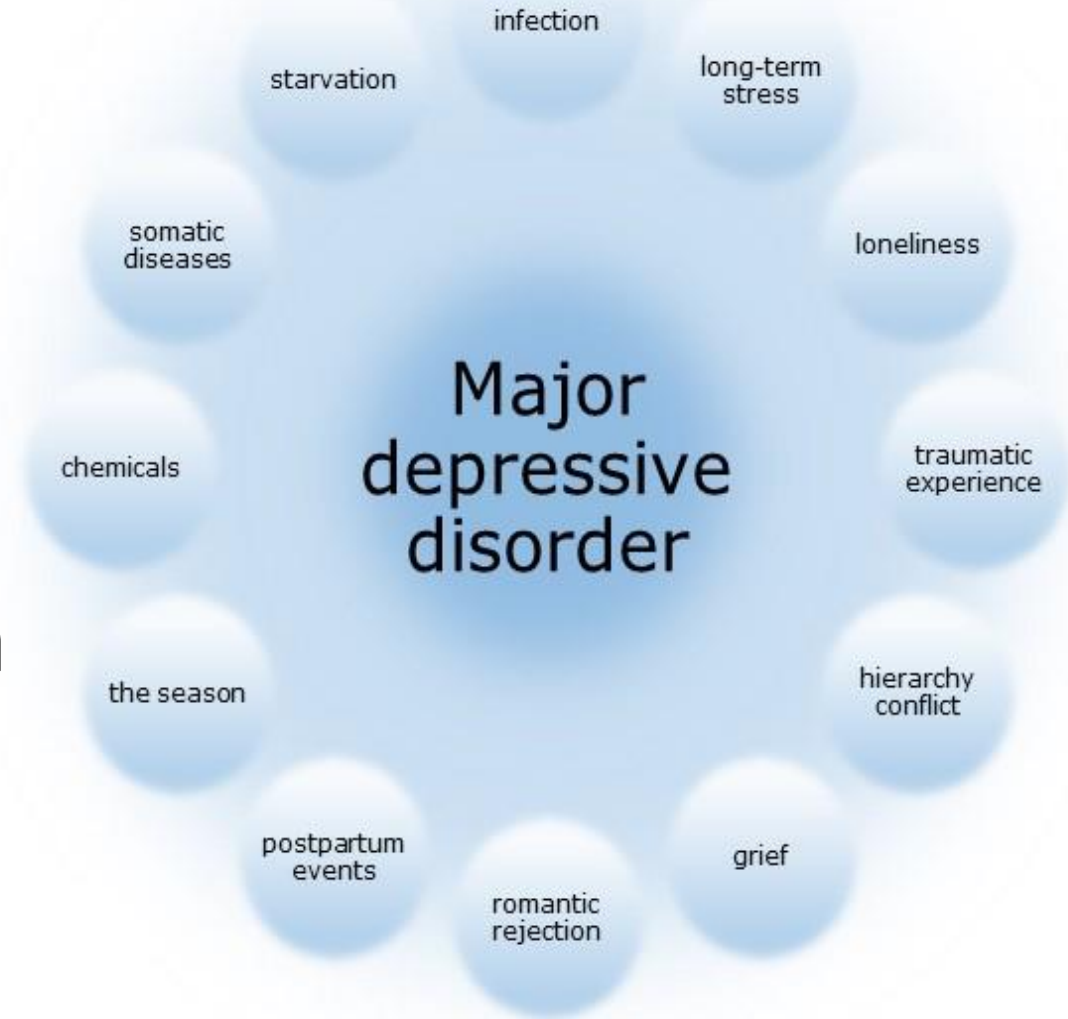 infection
long-term
stress
loneliness
traumatic
experience
hierarchy
conflict
grief
romantic
rejection
postpartum
events
the season
chemicals
somatic
diseases
starvation
Major
depressive
disorder